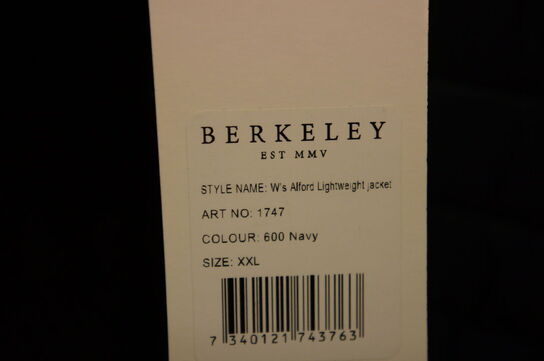 BERKELEY
EST MMV
STYLE NAME: W's Alford Lightweight jacket
ART NO: 1747
COLOUR: 600 Navy
SIZE: XXL
7 340121 743763